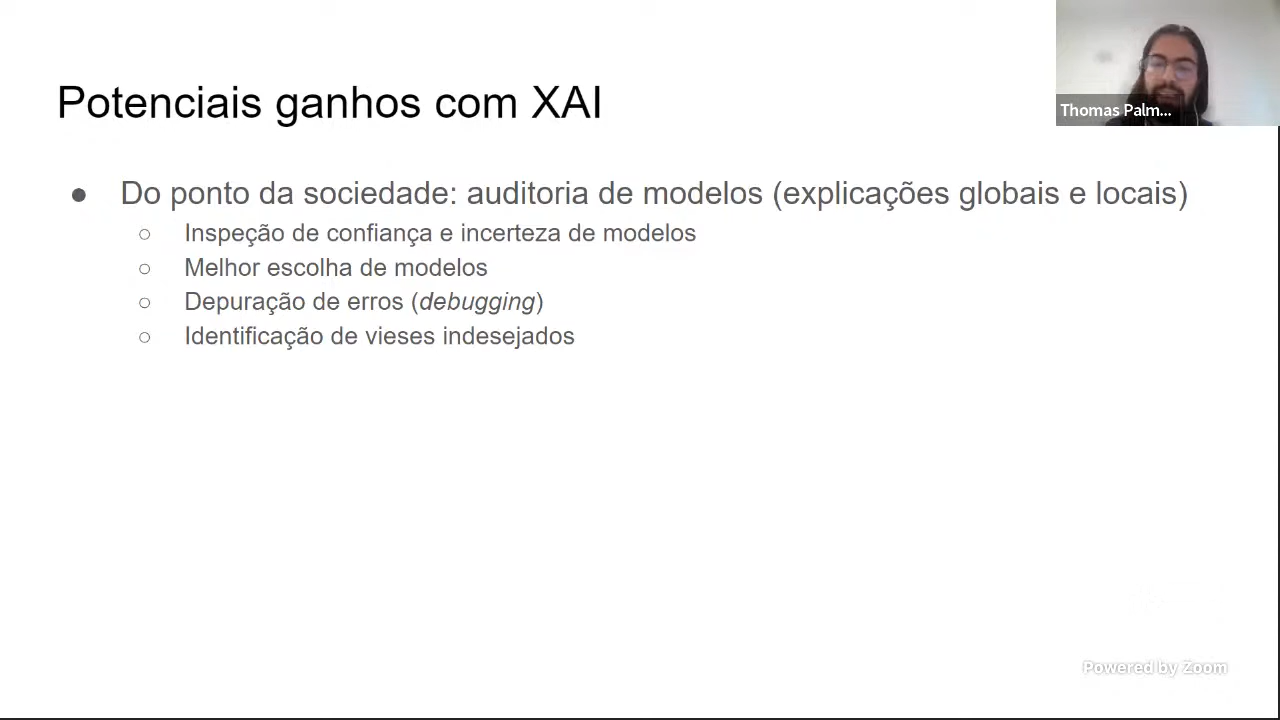 Potenciais ganhos com XAI
Thomas Palm...
● Do ponto da sociedade: auditoria de modelos (explicações globais e locais)
○ Inspeção de confiança e incerteza de modelos
○ Melhor escolha de modelos
○ Depuração de erros (debugging)
○ Identificação de vieses indesejados
Powered by Zoom